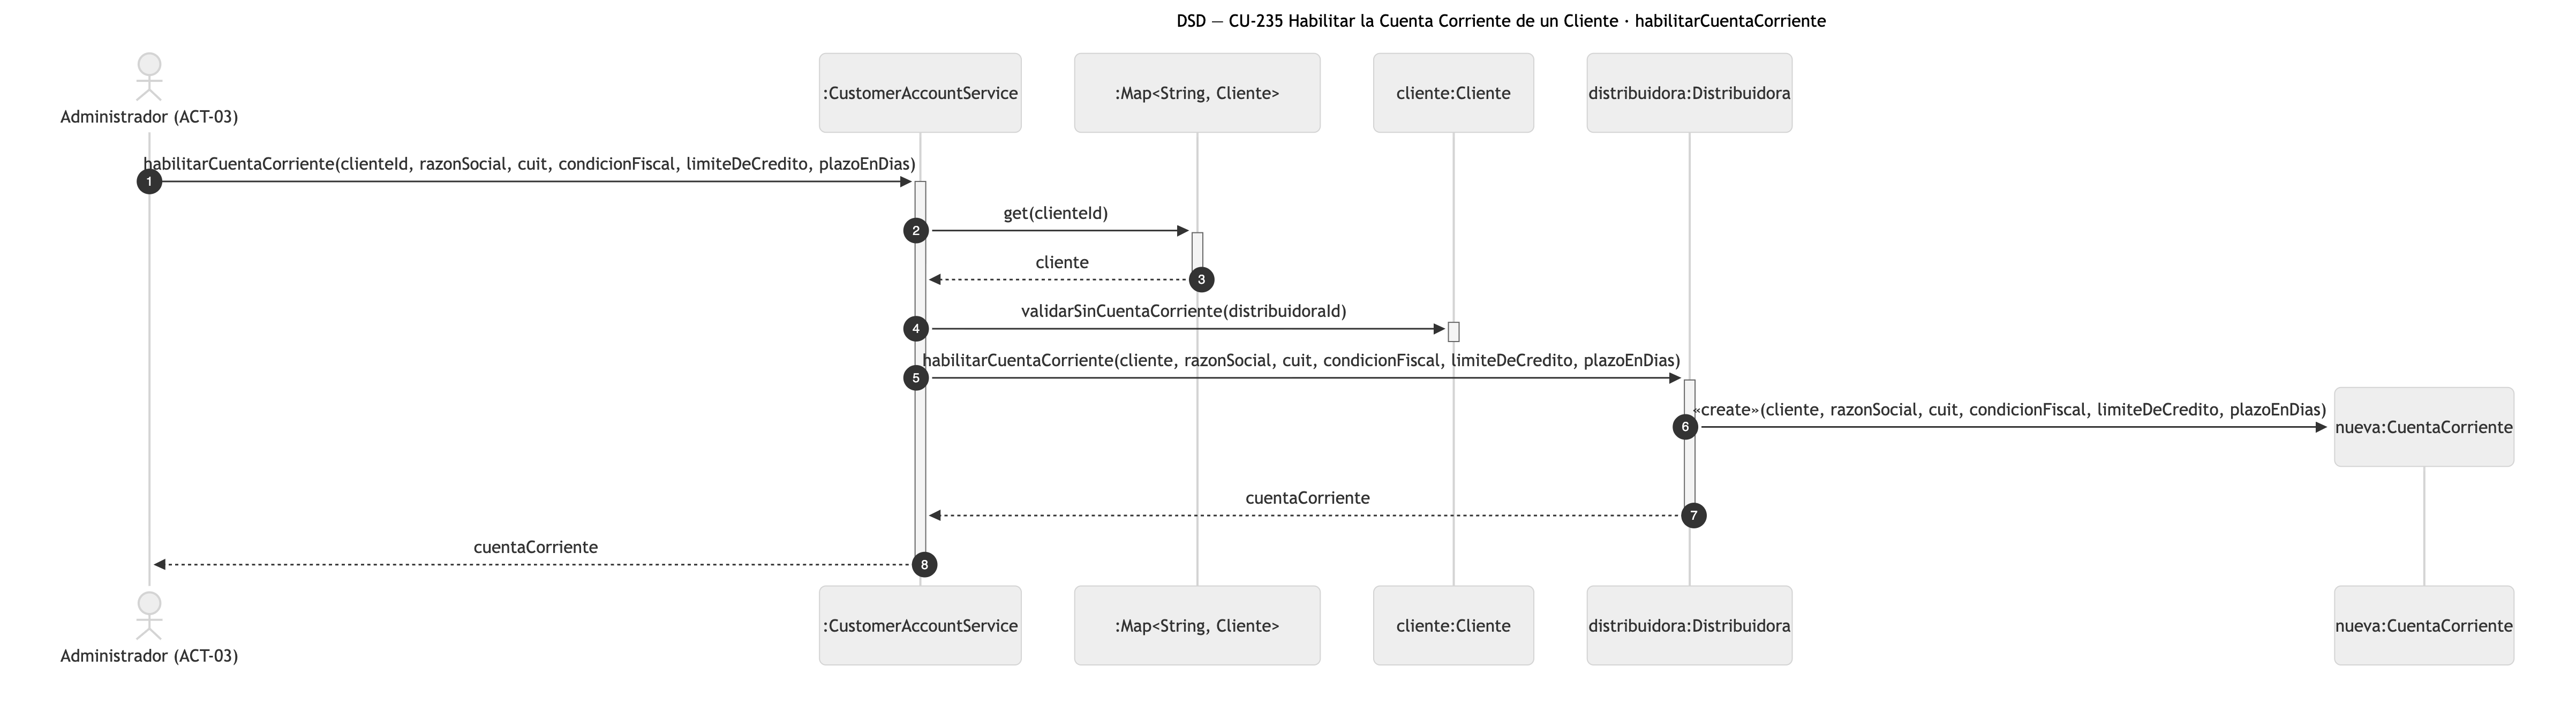 DSD — CU-235 Habilitar la Cuenta Corriente de un Cliente · habilitarCuentaCorriente
Administrador (ACT-03)
:CustomerAccountService
:Map<String, Cliente>
cliente:Cliente
distribuidora:Distribuidora
habilitarCuentaCorriente(clienteId, razonSocial, cuit, condicionFiscal, limiteDeCredito, plazoEnDias)
1
get(clienteId)
2
cliente
3
validarSinCuentaCorriente(distribuidoraId)
4
habilitarCuentaCorriente(cliente, razonSocial, cuit, condicionFiscal, limiteDeCredito, plazoEnDias)
5
«create»(cliente, razonSocial, cuit, condicionFiscal, limiteDeCredito, plazoEnDias)
6
nueva:CuentaCorriente
cuentaCorriente
7
cuentaCorriente
8
Administrador (ACT-03)
:CustomerAccountService
:Map<String, Cliente>
cliente:Cliente
distribuidora:Distribuidora
nueva:CuentaCorriente